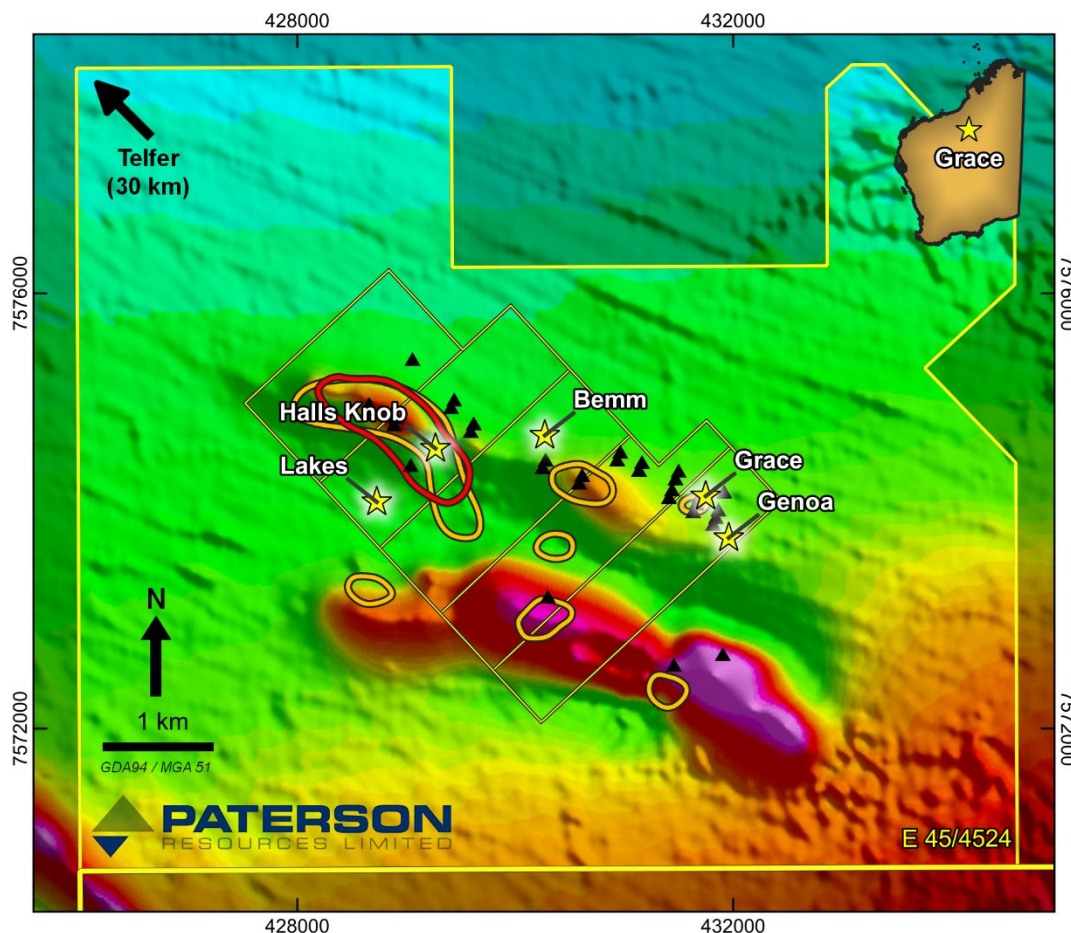 428000
432000
Telfer
(30 km)
Grace
7576000
7576000
Bemm
Halls Knob
Grace
Lakes
Genoa
N
1 km
GDA94 / MGA 51
7572000
7572000
PATERSON
RESOURCES LIMITED
E 45/4524
428000
432000